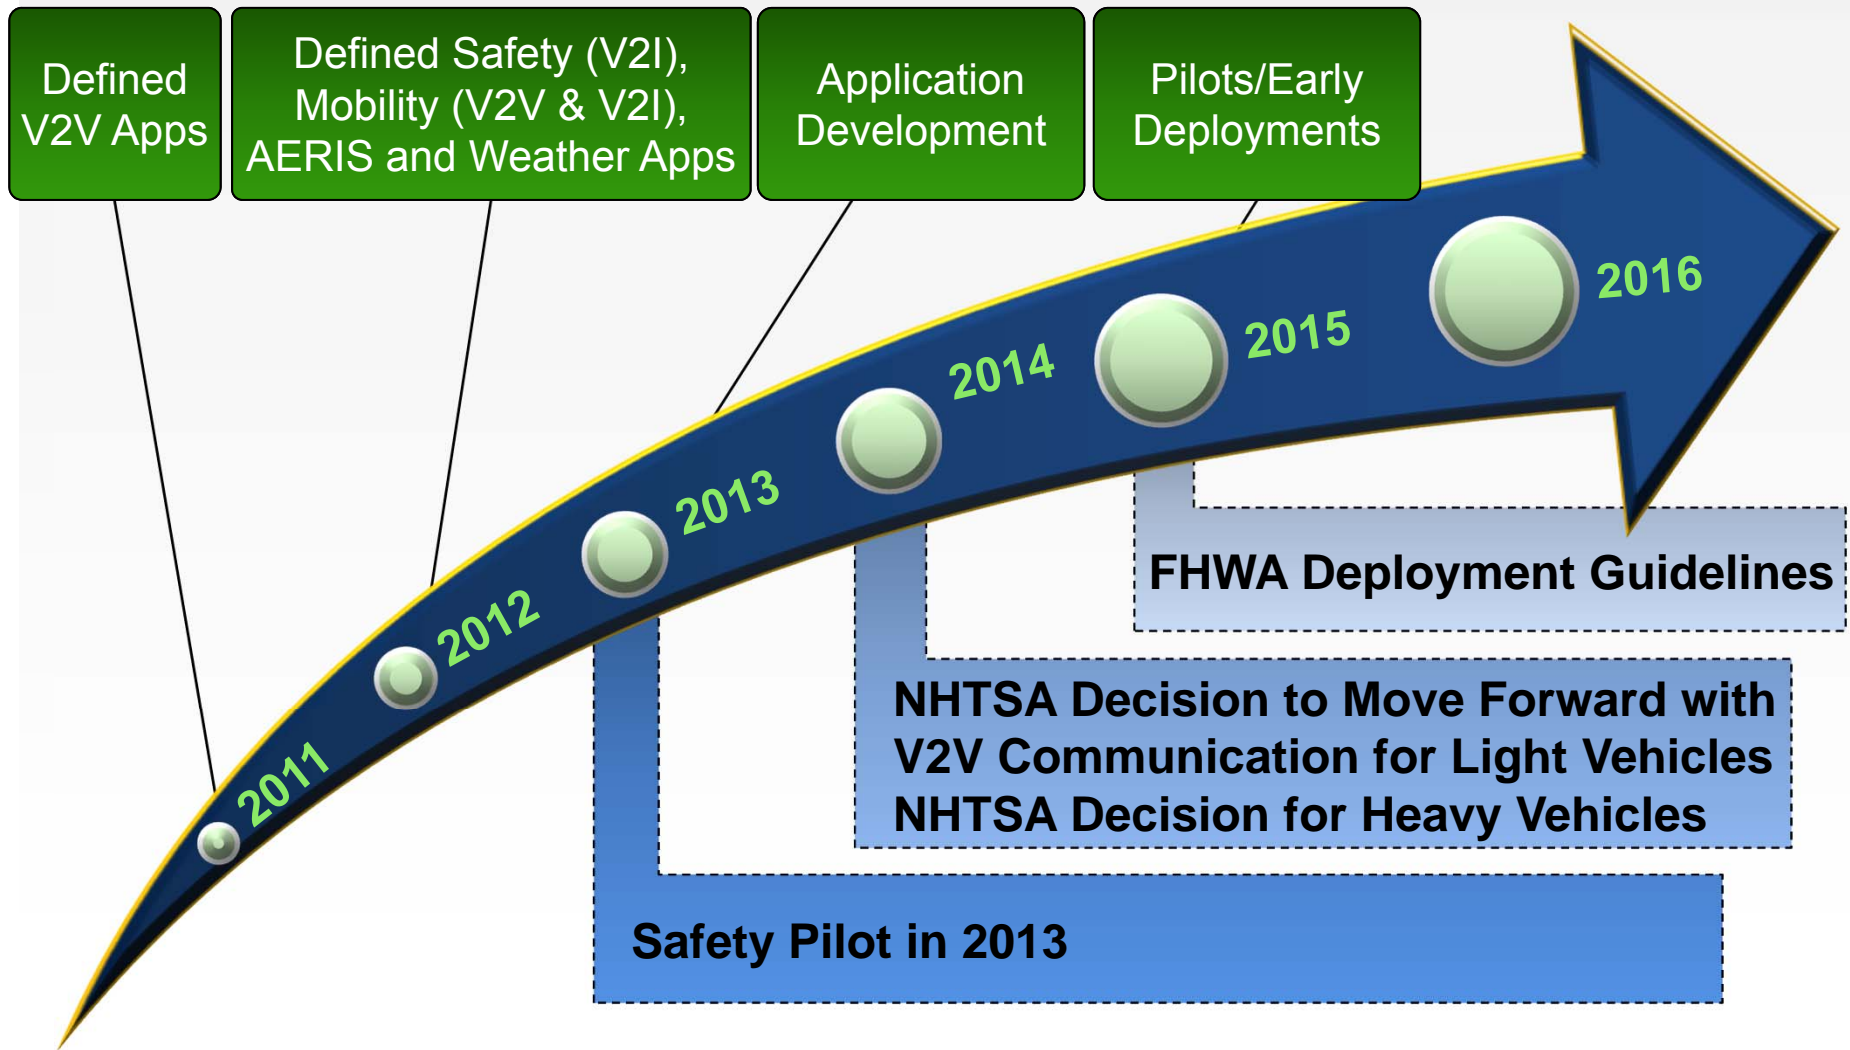 Defined
V2V Apps
Defined Safety (V2I),
Mobility (V2V & V2I),
AERIS and Weather Apps
Application
Development
Pilots/Early
Deployments
2011
2012
2013
2014
2015
2016
FHWA Deployment Guidelines
NHTSA Decision to Move Forward with
V2V Communication for Light Vehicles
NHTSA Decision for Heavy Vehicles
Safety Pilot in 2013